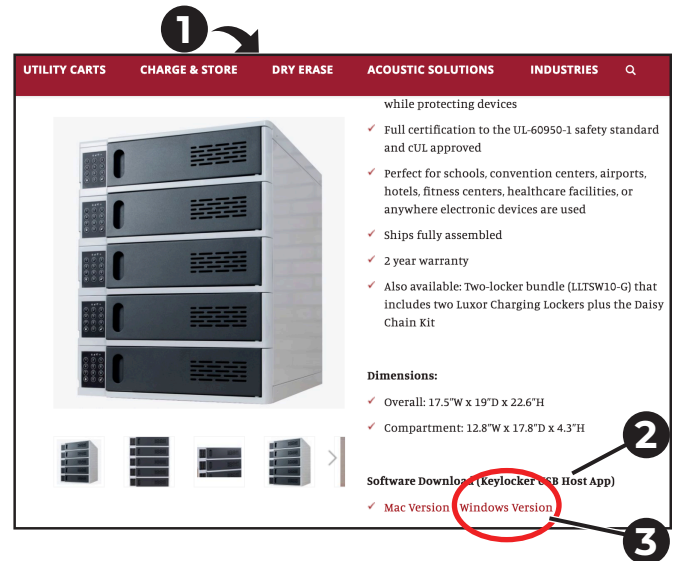 1
UTILITY CARTS CHARGE & STORE DRY ERASE ACOUSTIC SOLUTIONS INDUSTRIES
while protecting devices
✓ Full certification to the UL-60950-1 safety standard
and cUL approved
✓ Perfect for schools, convention centers, airports,
hotels, fitness centers, healthcare facilities, or
anywhere electronic devices are used
✓ Ships fully assembled
✓ 2 year warranty
✓ Also available: Two-locker bundle (LLTSW10-G) that
includes two Luxor Charging Lockers plus the Daisy
Chain Kit
Dimensions:
✓ Overall: 17.5"W x 19"D x 22.6"H
✓ Compartment: 12.8"W x 17.8"D x 4.3"H
2
Software Download (Keylocker USB Host App)
✓ Mac Version Windows Version
3